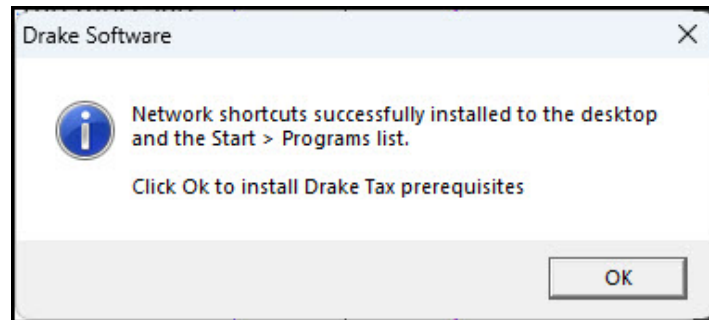 Drake Software
Network shortcuts successfully installed to the desktop
and the Start > Programs list.
Click Ok to install Drake Tax prerequisites
OK